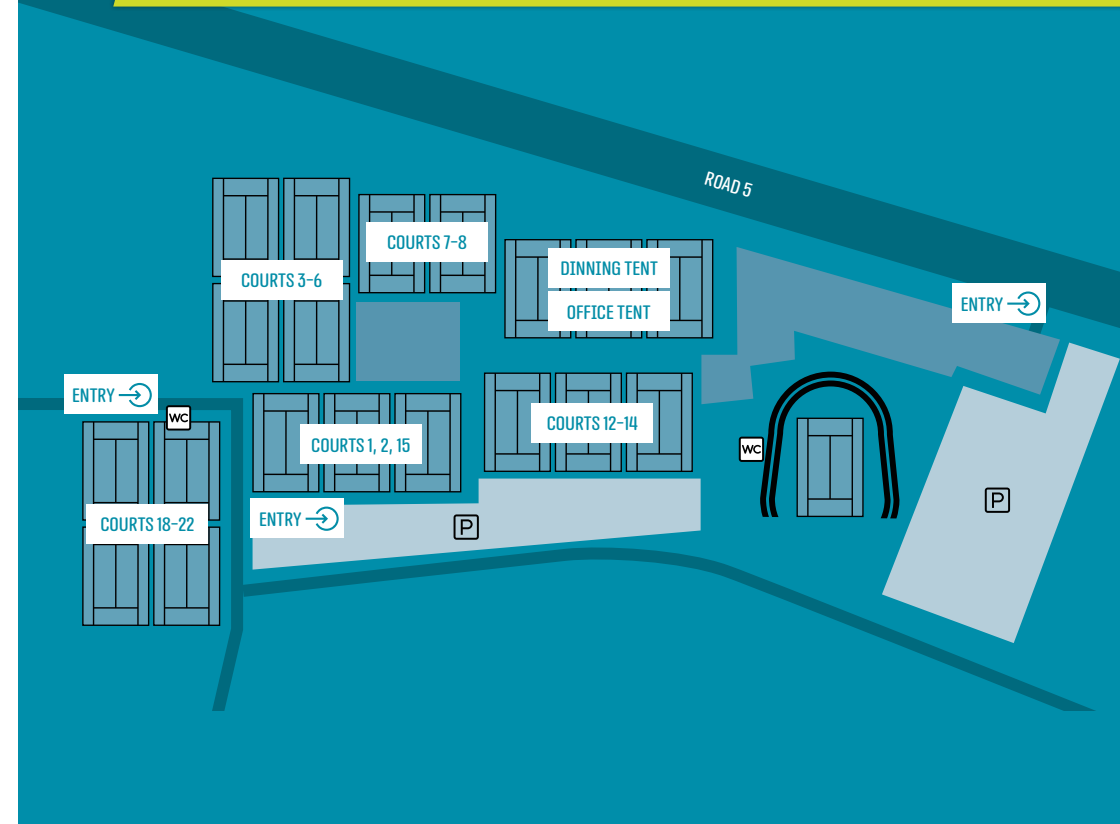 ROAD 5
COURTS 7-8
DINNING TENT
COURTS 3-6
OFFICE TENT
ENTRY
ENTRY
WC
COURTS 1, 2, 15
COURTS 12-14
WC
COURTS 18-22
ENTRY
P
P